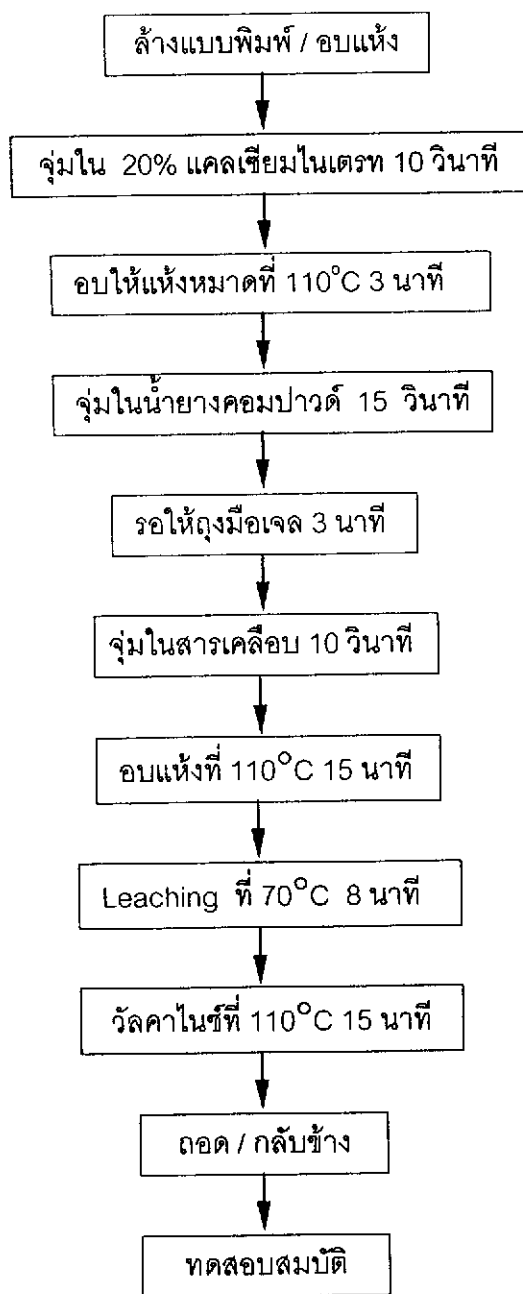 ล้างแบบพิมพ์ / อบแห้ง
จุ่มใน 20% แคลเซียมไนเตรท 10 วินาที
อบให้แห้งหมาดที่ 110°C 3 นาที
จุ่มในน้ำยางคอมปาวด์ 15 วินาที
รอให้ถุงมือเจล 3 นาที
จุ่มในสารเคลือบ 10 วินาที
อบแห้งที่ 110°C 15 นาที
Leaching ที่ 70°C 8 นาที
วัลคาไนซ์ที่ 110°C 15 นาที
ถอด / กลับข้าง
ทดสอบสมบัติ